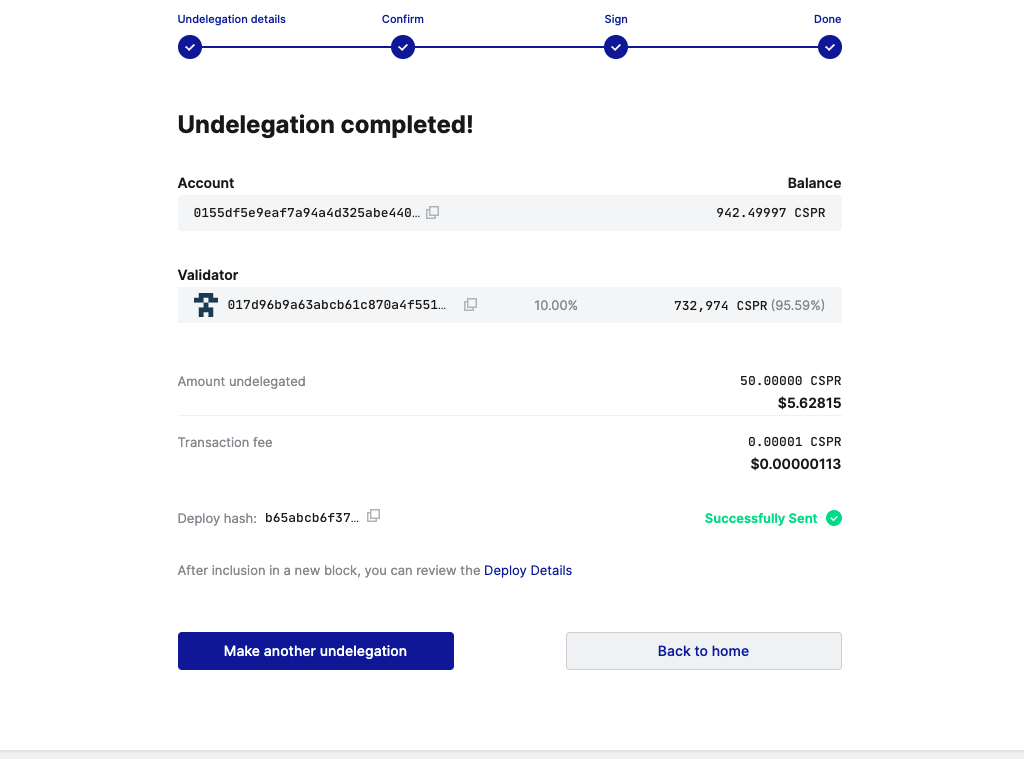 Undelegation details Confirm Sign Done
Undelegation completed!
Account Balance
0155df5e9eaf7a94a4d325abe440… 942.49997 CSPR
Validator
017d96b9a63abcb61c870a4f551… 10.00% 732,974 CSPR (95.59%)
Amount undelegated 50.00000 CSPR
$5.62815
Transaction fee 0.00001 CSPR
$0.00000113
Deploy hash: b65abcb6f37… Successfully Sent
After inclusion in a new block, you can review the Deploy Details
Make another undelegation Back to home